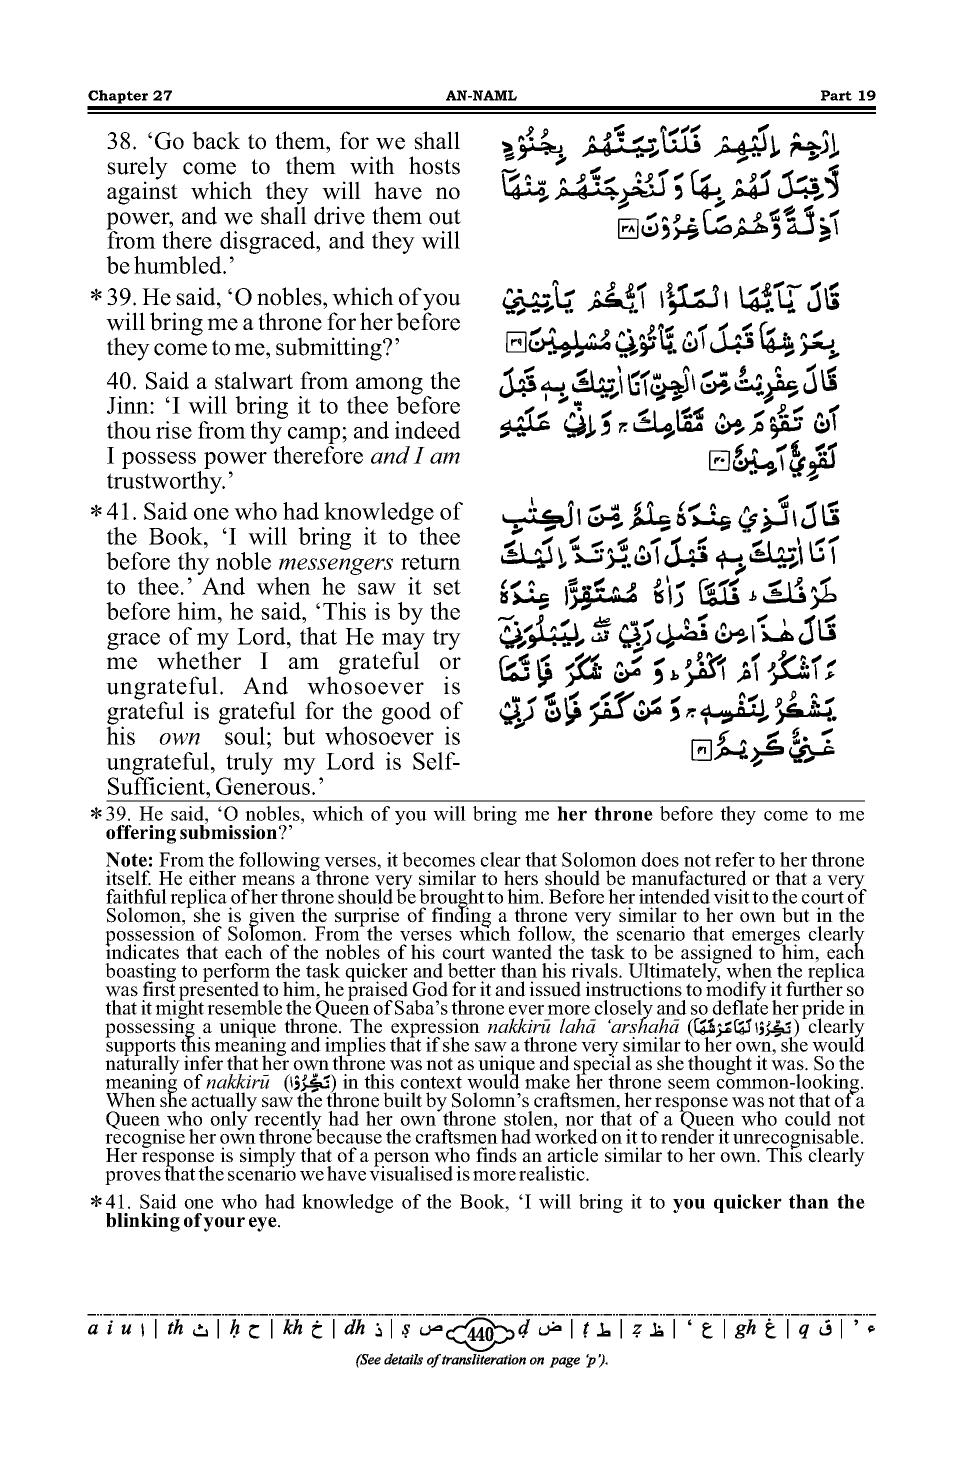 Chapter 27 AN-NAML Part 19
38. ‘Go back to them, for we shall
surely come to them with hosts
against which they will have no
power, and we shall drive them out
from there disgraced, and they will
be humbled.’
اِرْجِعْ اِلَيْهِمْ فَلَنَاْتِيَنَّهُمْ بِجُنُوْدٍ
لَّا قِبَلَ لَهُمْ بِهَا وَ لَنُخْرِجَنَّهُمْ مِّنْهَاۤ
اَذِلَّةً وَّ هُمْ صٰغِرُوْنَ ٣٨
*39. He said, ‘O nobles, which of you
will bring me a throne for her before
they come to me, submitting?’
قَالَ يٰۤاَيُّهَا الْمَلَؤُا اَيُّكُمْ يَاْتِيْنِيْ
بِعَرْشِهَا قَبْلَ اَنْ يَّاْتُوْنِيْ مُسْلِمِيْنَ ٣٩
40. Said a stalwart from among the
Jinn: ‘I will bring it to thee before
thou rise from thy camp; and indeed
I possess power therefore and I am
trustworthy.’
قَالَ عِفْرِيْتٌ مِّنَ الْجِنِّ اَنَا اٰتِيْكَ بِهٖ قَبْلَ
اَنْ تَقُوْمَ مِنْ مَّقَامِكَ ۚ وَ اِنِّيْ عَلَيْهِ
لَقَوِيٌّ اَمِيْنٌ ٤٠
*41. Said one who had knowledge of
the Book, ‘I will bring it to thee
before thy noble messengers return
to thee.’ And when he saw it set
before him, he said, ‘This is by the
grace of my Lord, that He may try
me whether I am grateful or
ungrateful. And whosoever is
grateful is grateful for the good of
his own soul; but whosoever is
ungrateful, truly my Lord is Self-
Sufficient, Generous.’
قَالَ الَّذِيْ عِنْدَهٗ عِلْمٌ مِّنَ الْكِتٰبِ
اَنَا اٰتِيْكَ بِهٖ قَبْلَ اَنْ يَّرْتَدَّ اِلَيْكَ
طَرْفُكَ ؕ فَلَمَّا رَاٰهُ مُسْتَقِرًّا عِنْدَهٗ
قَالَ هٰذَا مِنْ فَضْلِ رَبِّيْ ۟ۖ لِيَبْلُوَنِيْۤ
ءَاَشْكُرُ اَمْ اَكْفُرُ ؕ وَ مَنْ شَكَرَ فَاِنَّمَا
يَشْكُرُ لِنَفْسِهٖ ۚ وَ مَنْ كَفَرَ فَاِنَّ رَبِّيْ
غَنِيٌّ كَرِيْمٌ ٤١
*39. He said, ‘O nobles, which of you will bring me her throne before they come to me
offering submission?’
Note: From the following verses, it becomes clear that Solomon does not refer to her throne
itself. He either means a throne very similar to hers should be manufactured or that a very
faithful replica of her throne should be brought to him. Before her intended visit to the court of
Solomon, she is given the surprise of finding a throne very similar to her own but in the
possession of Solomon. From the verses which follow, the scenario that emerges clearly
indicates that each of the nobles of his court wanted the task to be assigned to him, each
boasting to perform the task quicker and better than his rivals. Ultimately, when the replica
was first presented to him, he praised God for it and issued instructions to modify it further so
that it might resemble the Queen of Saba’s throne ever more closely and so deflate her pride in
possessing a unique throne. The expression nakkirū lahā ‘arshahā (نَكِّرُوْا لَهَا عَرْشَهَا) clearly
supports this meaning and implies that if she saw a throne very similar to her own, she would
naturally infer that her own throne was not as unique and special as she thought it was. So the
meaning of nakkirū (نَكِّرُوْا) in this context would make her throne seem common-looking.
When she actually saw the throne built by Solomn’s craftsmen, her response was not that of a
Queen who only recently had her own throne stolen, nor that of a Queen who could not
recognise her own throne because the craftsmen had worked on it to render it unrecognisable.
Her response is simply that of a person who finds an article similar to her own. This clearly
proves that the scenario we have visualised is more realistic.
*41. Said one who had knowledge of the Book, ‘I will bring it to you quicker than the
blinking of your eye.
a i u ا | th ث | ḥ ح | kh خ | dh ذ | ṣ ص 440 ḍ ض | ṭ ط | ẓ ظ | ‘ ع | gh غ | q ق | ’ ء
(See details of transliteration on page ‘p’).